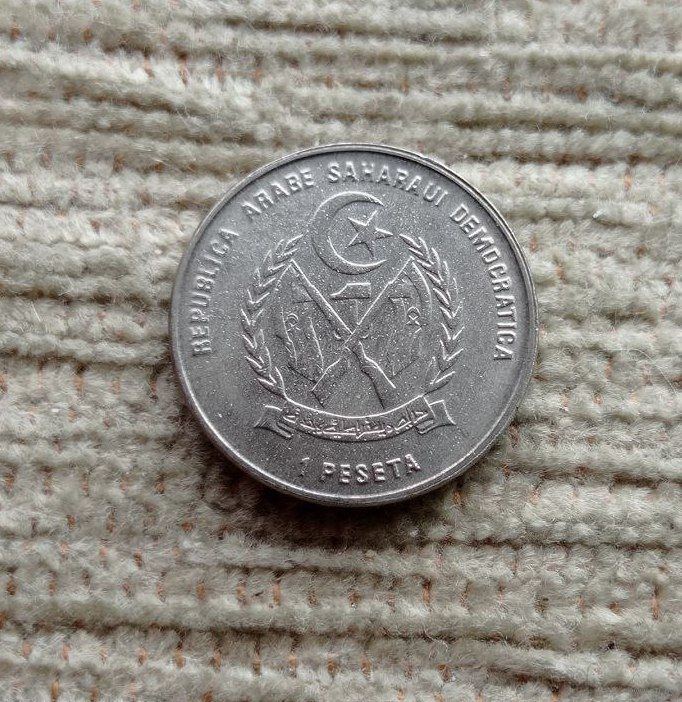 REPUBLICA ARABE SAHARAUI DEMOCRATICA
1 PESETA